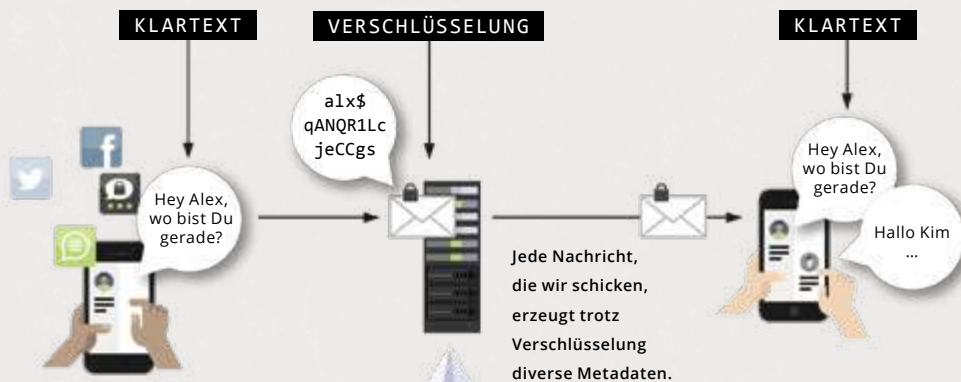 KLARTEXT
VERSCHLÜSSELUNG
KLARTEXT
alx$
qANQR1Lc
jeCCgs
Hey Alex,
wo bist Du
gerade?
Hey Alex,
wo bist Du
gerade?
Hallo Kim
...
Jede Nachricht,
die wir schicken,
erzeugt trotz
Verschlüsselung
diverse Metadaten.